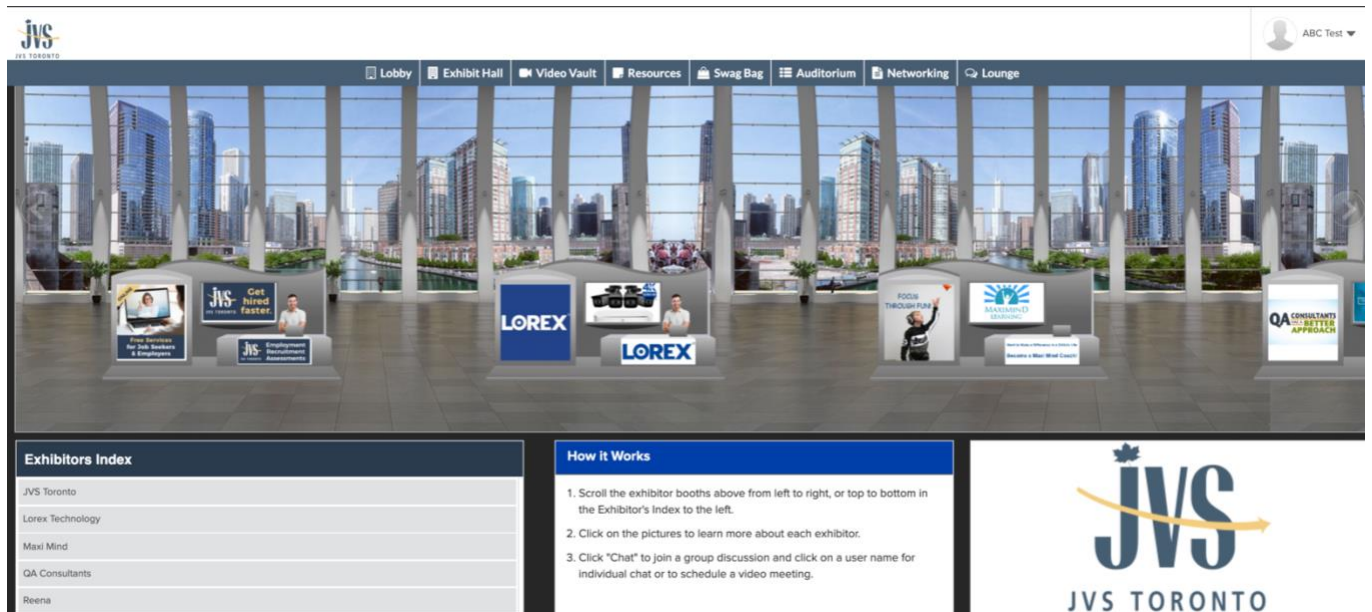 JVS
JVS TORONTO
ABC Test
Lobby
Exhibit Hall
Video Vault
Resources
Swag Bag
Auditorium
Networking
Lounge
Free Services
for Job Seekers
& Employers
JVS
JVS TORONTO
Get
hired
faster.
JVS
Employment
Recruitment
Assessments
LOREX
4K
LOREX
FOCUS
THROUGH FUN!
MAXIMIND
LEARNING
Become a Maxi Mind Coach!
QA CONSULTANTS
BETTER
APPROACH
Exhibitors Index
JVS Toronto
Lorex Technology
Maxi Mind
QA Consultants
Reena
How it Works
1. Scroll the exhibitor booths above from left to right, or top to bottom in
the Exhibitor's Index to the left.
2. Click on the pictures to learn more about each exhibitor.
3. Click "Chat" to join a group discussion and click on a user name for
individual chat or to schedule a video meeting.
JVS
JVS TORONTO